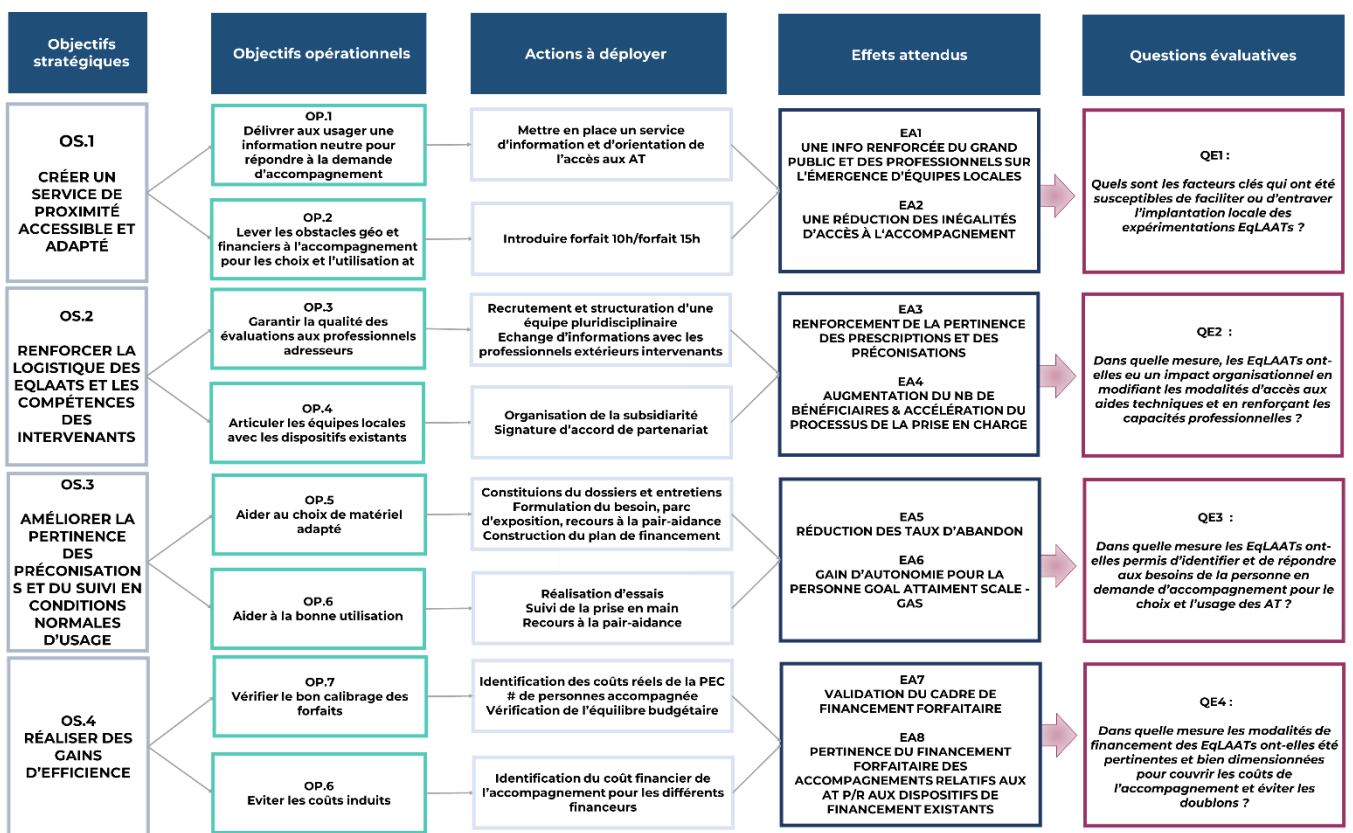 Objectifs
stratégiques
Objectifs opérationnels
Actions à déployer
Effets attendus
Questions évaluatives
OS.1
CRÉER UN
SERVICE DE
PROXIMITÉ
ACCESSIBLE ET
ADAPTÉ
OP.1
Délivrer aux usager une
information neutre pour
répondre à la demande
d'accompagnement
Mettre en place un service
d'information et d'orientation de
l'accès aux AT
OP.2
Lever les obstacles géo et
financiers à l'accompagnement
pour les choix et l'utilisation at
Introduire forfait 10h/forfait 15h
EA1
UNE INFO RENFORCÉE DU GRAND
PUBLIC ET DES PROFESSIONNELS SUR
L'ÉMERGENCE D'ÉQUIPES LOCALES
EA2
UNE RÉDUCTION DES INÉGALITÉS
D'ACCÈS À L'ACCOMPAGNEMENT
QE1 :
Quels sont les facteurs clés qui ont été
susceptibles de faciliter ou d'entraver
l'implantation locale des
expérimentations EqLAATs ?
OS.2
RENFORCER LA
LOGISTIQUE DES
EQLAATS ET LES
COMPÉTENCES
DES
INTERVENANTS
OP.3
Garantir la qualité des
évaluations aux professionnels
adresseurs
Recrutement et structuration d'une
équipe pluridisciplinaire
Echange d'informations avec les
professionnels extérieurs intervenants
OP.4
Articuler les équipes locales
avec les dispositifs existants
Organisation de la subsidiarité
Signature d'accord de partenariat
EA3
RENFORCEMENT DE LA PERTINENCE
DES PRESCRIPTIONS ET DES
PRÉCONISATIONS
EA4
AUGMENTATION DU NB DE
BÉNÉFICIAIRES & ACCÉLÉRATION DU
PROCESSUS DE LA PRISE EN CHARGE
QE2 :
Dans quelle mesure, les EqLAATs ont-
elles eu un impact organisationnel en
modifiant les modalités d'accès aux
aides techniques et en renforçant les
capacités professionnelles ?
OS.3
AMÉLIORER LA
PERTINENCE
DES
PRÉCONISATION
S ET DU SUIVI EN
CONDITIONS
NORMALES
D'USAGE
OP.5
Aider au choix de matériel
adapté
Constituions du dossiers et entretiens
Formulation du besoin, parc
d'exposition, recours à la pair-aidance
Construction du plan de financement
OP.6
Aider à la bonne utilisation
Réalisation d'essais
Suivi de la prise en main
Recours à la pair-aidance
EA5
RÉDUCTION DES TAUX D'ABANDON
EA6
GAIN D'AUTONOMIE POUR LA
PERSONNE GOAL ATTAIMENT SCALE -
GAS
QE3 :
Dans quelle mesure les EqLAATs ont-
elles permis d'identifier et de répondre
aux besoins de la personne en
demande d'accompagnement pour le
choix et l'usage des AT ?
OS.4
RÉALISER DES
GAINS
D'EFFICIENCE
OP.7
Vérifier le bon calibrage des
forfaits
Identification des coûts réels de la PEC
# de personnes accompagnée
Vérification de l'équilibre budgétaire
OP.6
Eviter les coûts induits
Identification du coût financier de
l'accompagnement pour les différents
financeurs
EA7
VALIDATION DU CADRE DE
FINANCEMENT FORFAITAIRE
EA8
PERTINENCE DU FINANCEMENT
FORFAITAIRE DES
ACCOMPAGNEMENTS RELATIFS AUX
AT P/R AUX DISPOSITIFS DE
FINANCEMENT EXISTANTS
QE4 :
Dans quelle mesure les modalités de
financement des EqLAATs ont-elles été
pertinentes et bien dimensionnées
pour couvrir les coûts de
l'accompagnement et éviter les
doublons ?